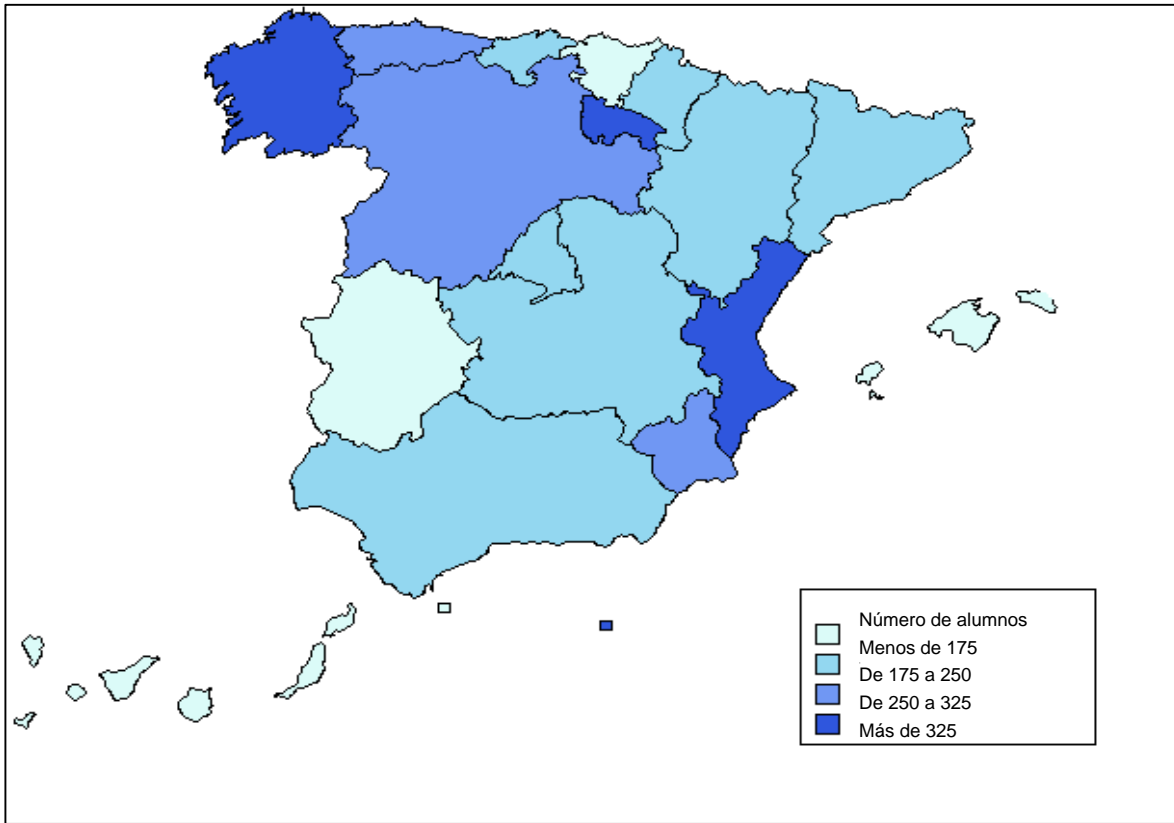 Número de alumnos
Menos de 175
De 175 a 250
De 250 a 325
Más de 325